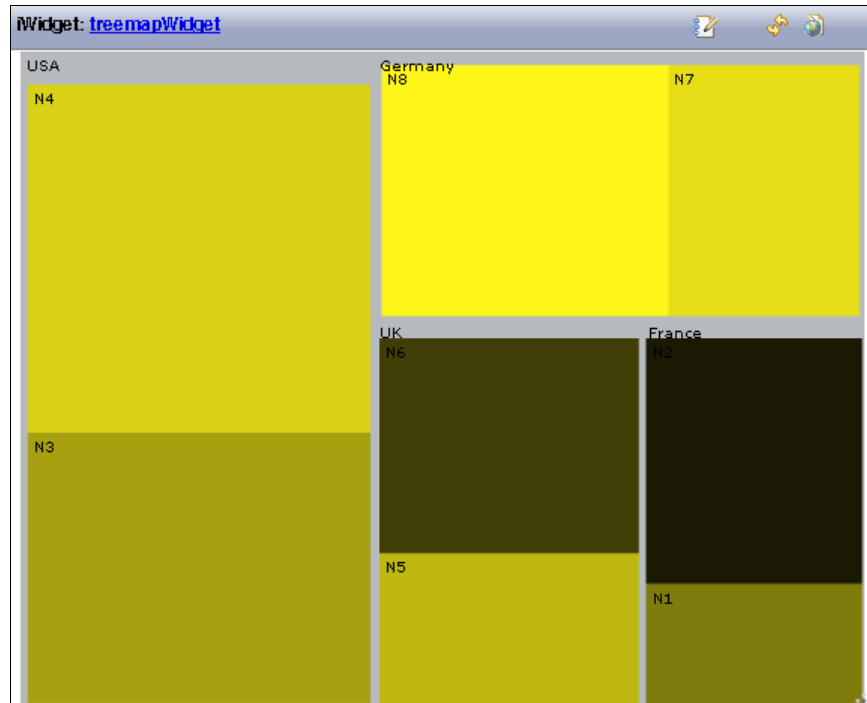 iWidget: treemapWidget
USA
Germany
N4
N8
N7
N3
UK
France
N6
N2
N5
N1